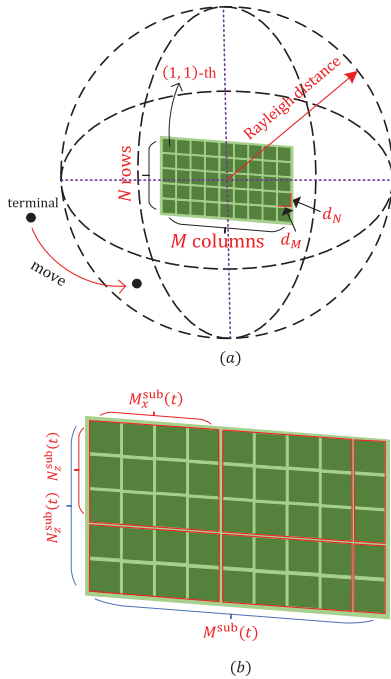 (1, 1)-th
Rayleigh distance
N rows
terminal
d_N
d_M
M columns
move
(a)
M_x^sub(t)
N_z^sub(t)
N_z^sub(t)
M^sub(t)
(b)